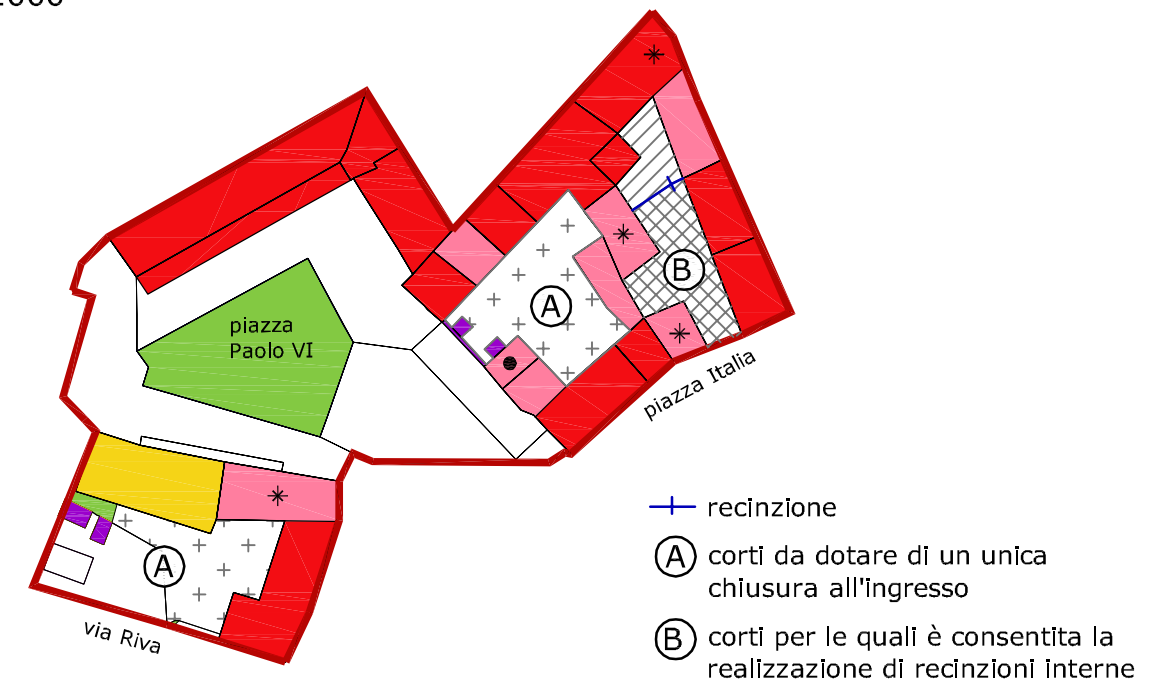 piazza
Paolo VI
A
B
piazza Italia
A
via Riva
recinzione
A corti da dotare di un unica
chiusura all'ingresso
B corti per le quali è consentita la
realizzazione di recinzioni interne